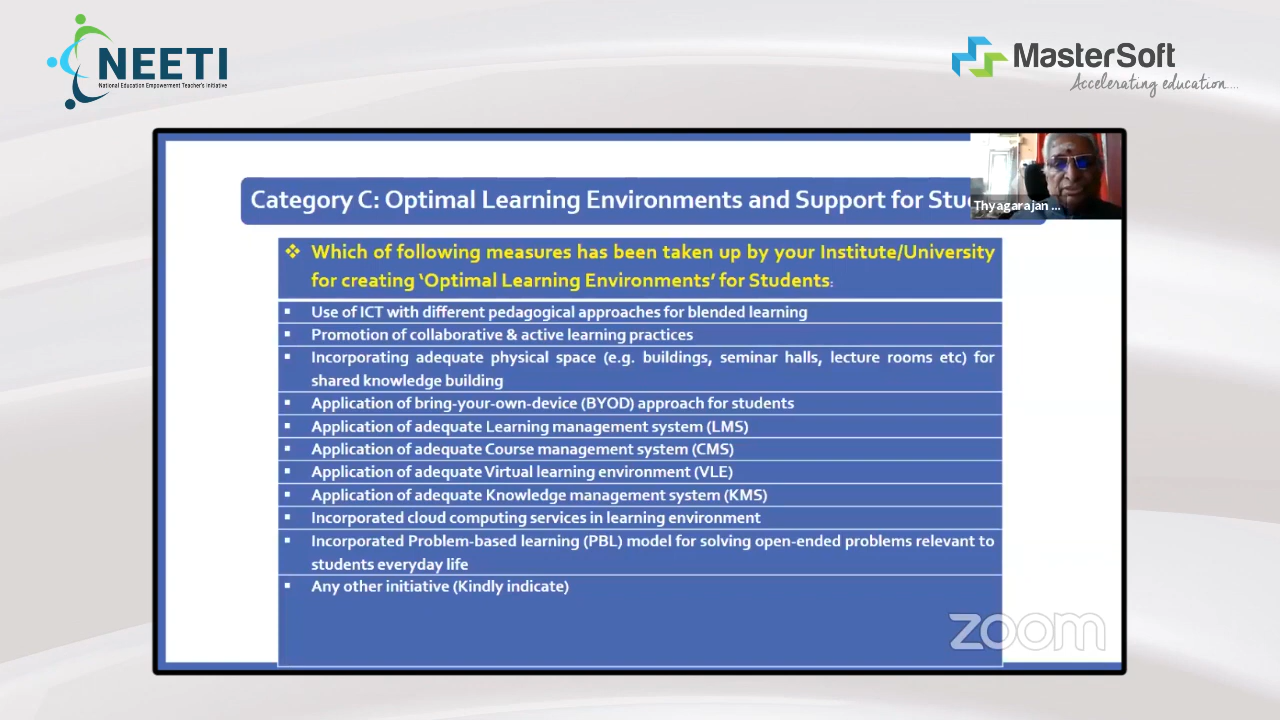 NEETI
National Education Empowerment Teacher's Initiative
MasterSoft
Accelerating education....
Category C: Optimal Learning Environments and Support for Stu
Thyagarajan ...
❖ Which of following measures has been taken up by your Institute/University
for creating ‘Optimal Learning Environments’ for Students:
▪ Use of ICT with different pedagogical approaches for blended learning
▪ Promotion of collaborative & active learning practices
▪ Incorporating adequate physical space (e.g. buildings, seminar halls, lecture rooms etc) for
shared knowledge building
▪ Application of bring-your-own-device (BYOD) approach for students
▪ Application of adequate Learning management system (LMS)
▪ Application of adequate Course management system (CMS)
▪ Application of adequate Virtual learning environment (VLE)
▪ Application of adequate Knowledge management system (KMS)
▪ Incorporated cloud computing services in learning environment
▪ Incorporated Problem-based learning (PBL) model for solving open-ended problems relevant to
students everyday life
▪ Any other initiative (Kindly indicate)
zoom